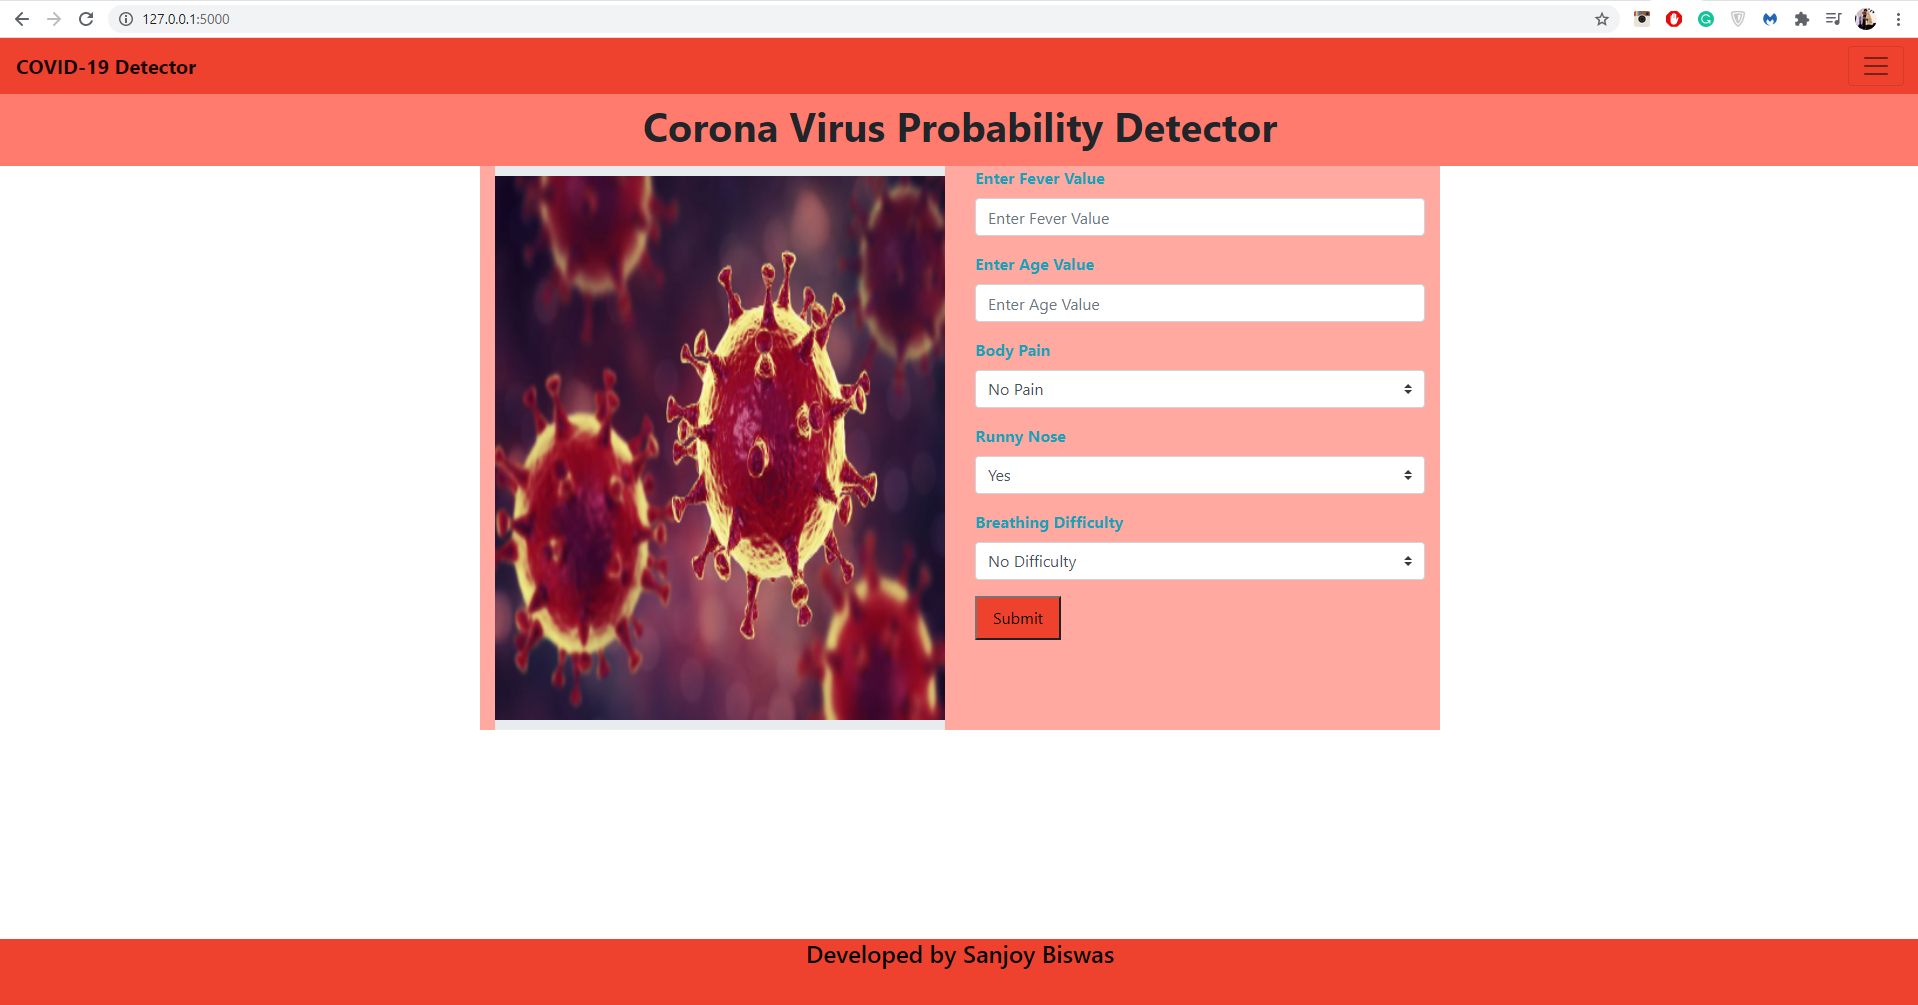 127.0.0.1:5000
COVID-19 Detector
Corona Virus Probability Detector
Enter Fever Value
Enter Fever Value
Enter Age Value
Enter Age Value
Body Pain
No Pain
Runny Nose
Yes
Breathing Difficulty
No Difficulty
Submit
Developed by Sanjoy Biswas